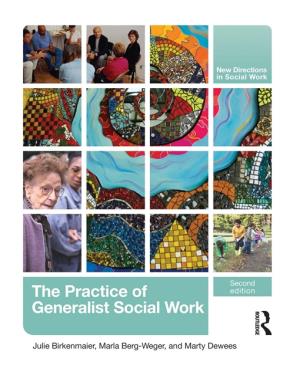 New Directions
in Social Work
The Practice of
Generalist Social Work
Second
edition
ROUTLEDGE
Julie Birkenmaier, Marla Berg-Weger, and Marty Dewees